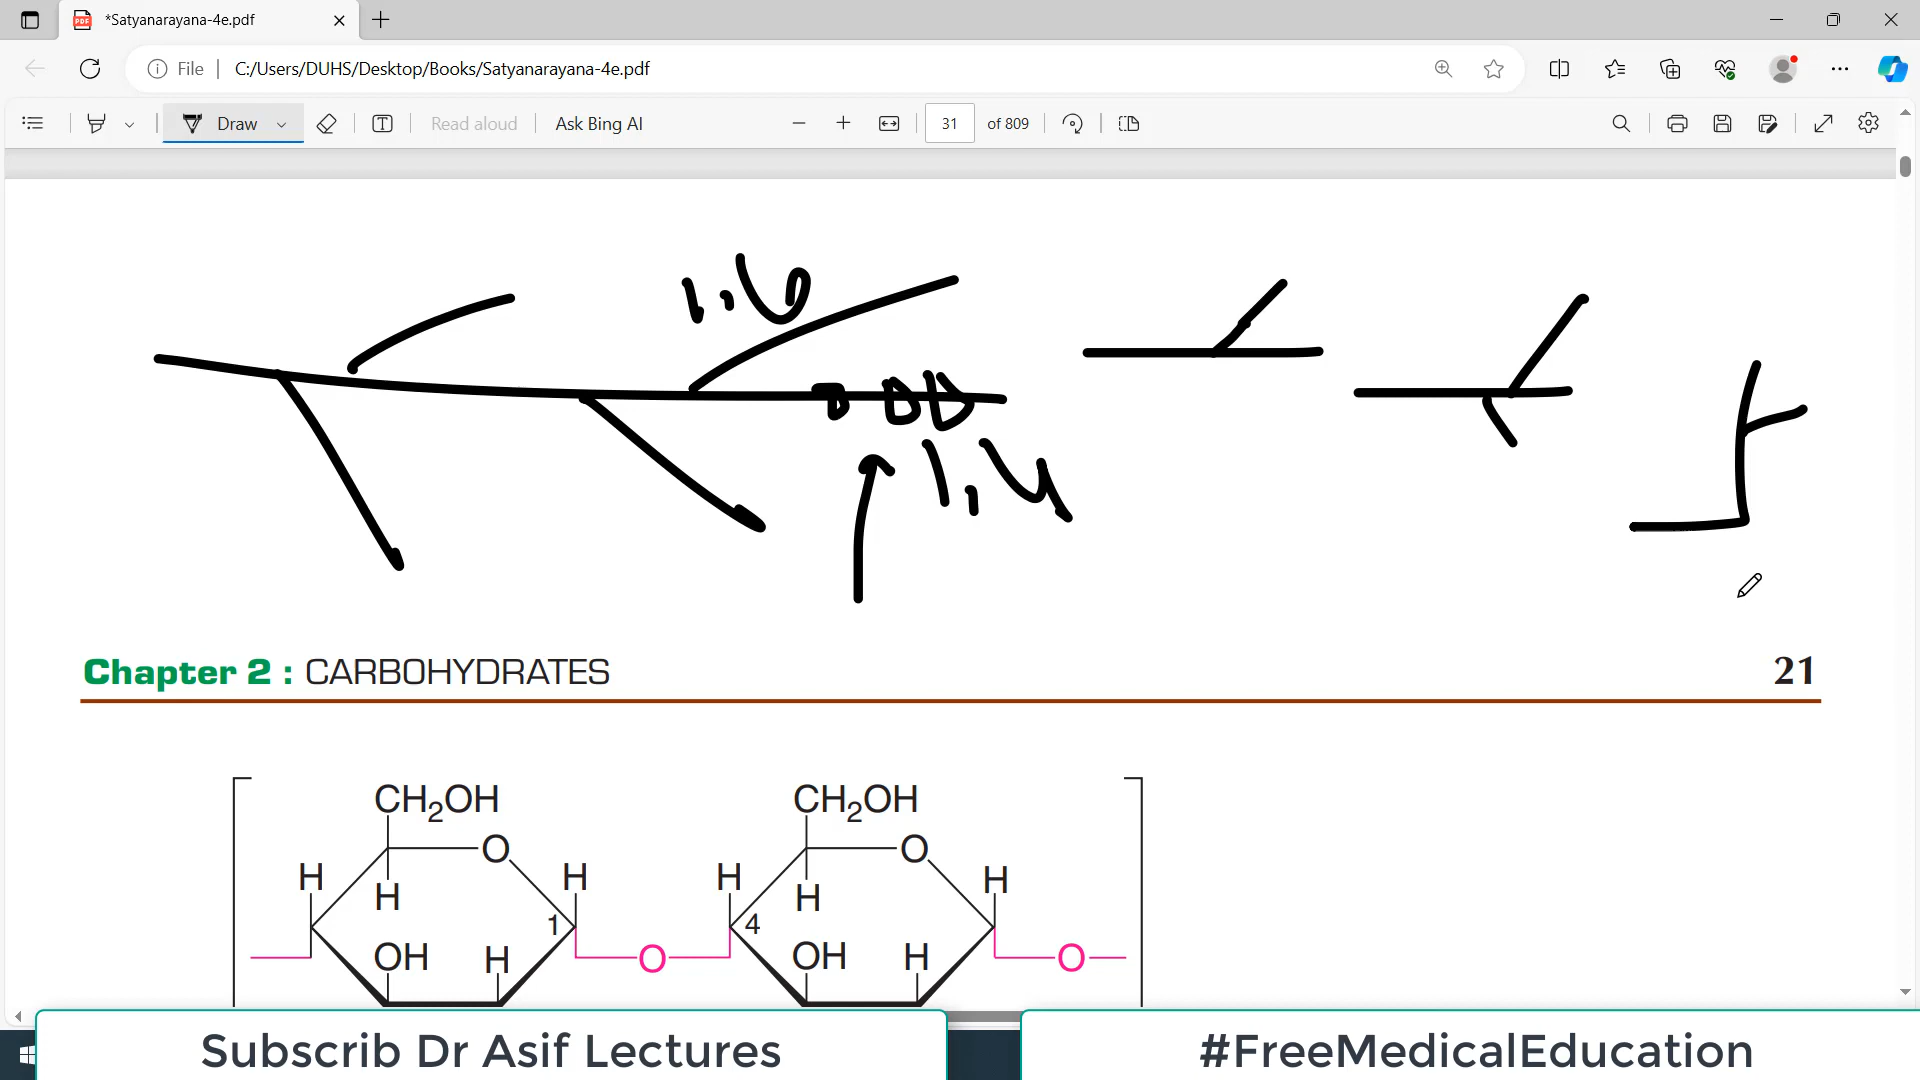 *Satyanarayana-4e.pdf
File C:/Users/DUHS/Desktop/Books/Satyanarayana-4e.pdf
Draw Read aloud Ask Bing AI 31 of 809
1,6
1,4
Chapter 2 : CARBOHYDRATES 21
CH2OH CH2OH
O O
H H H H
H H
1 4
OH H O OH H O
Subscrib Dr Asif Lectures #FreeMedicalEducation